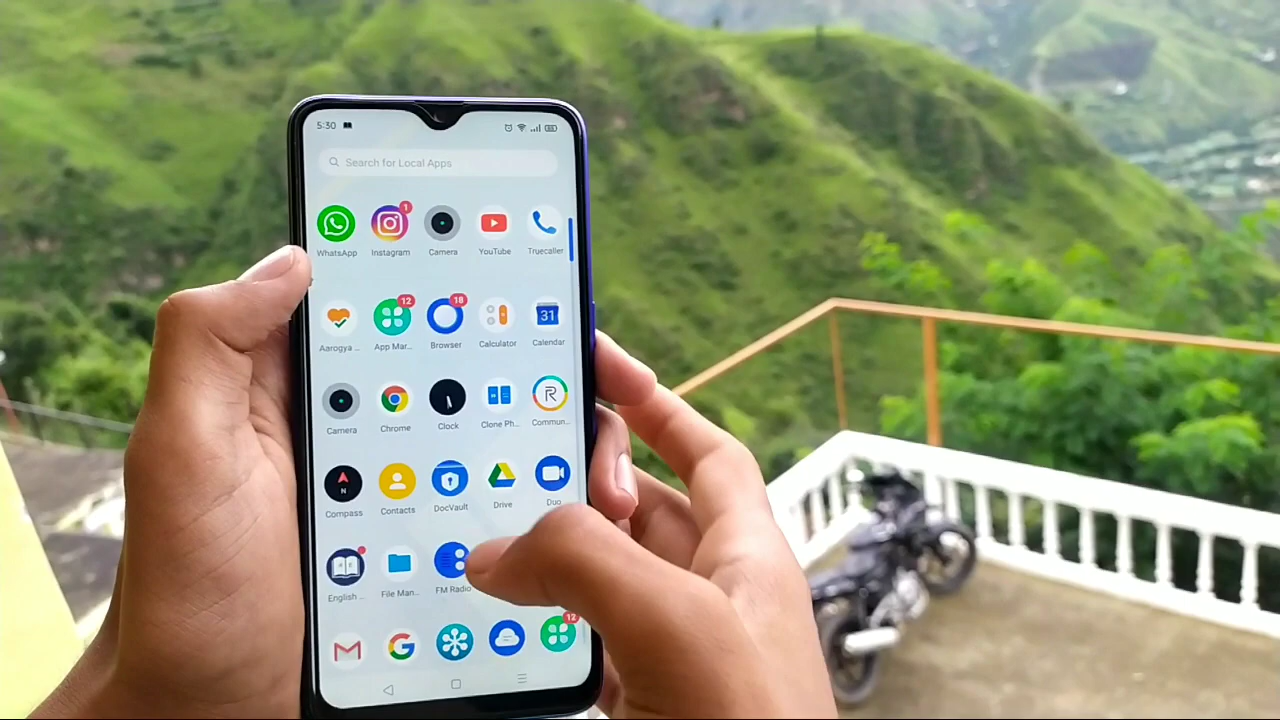 5:30
Search for Local Apps
1
WhatsApp Instagram Camera YouTube Truecaller
12 18
31
Aarogya ... App Mar... Browser Calculator Calendar
R
Camera Chrome Clock Clone Ph... Commun...
N
Compass Contacts DocVault Drive Duo
English ... File Man... FM Radio
12
G